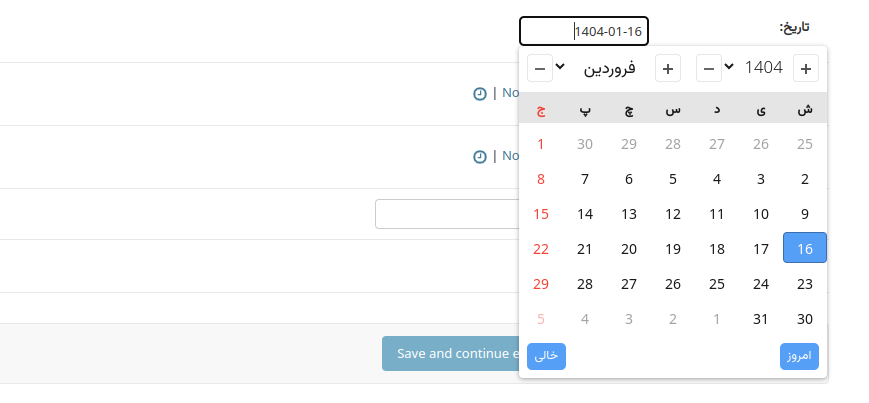 تاریخ:
1404-01-16
+ 1404 − + فروردین −
ش ی د س چ پ ج
25 26 27 28 29 30 1
2 3 4 5 6 7 8
9 10 11 12 13 14 15
16 17 18 19 20 21 22
23 24 25 26 27 28 29
30 31 1 2 3 4 5
امروز خالی
| No
| No
Save and continue e